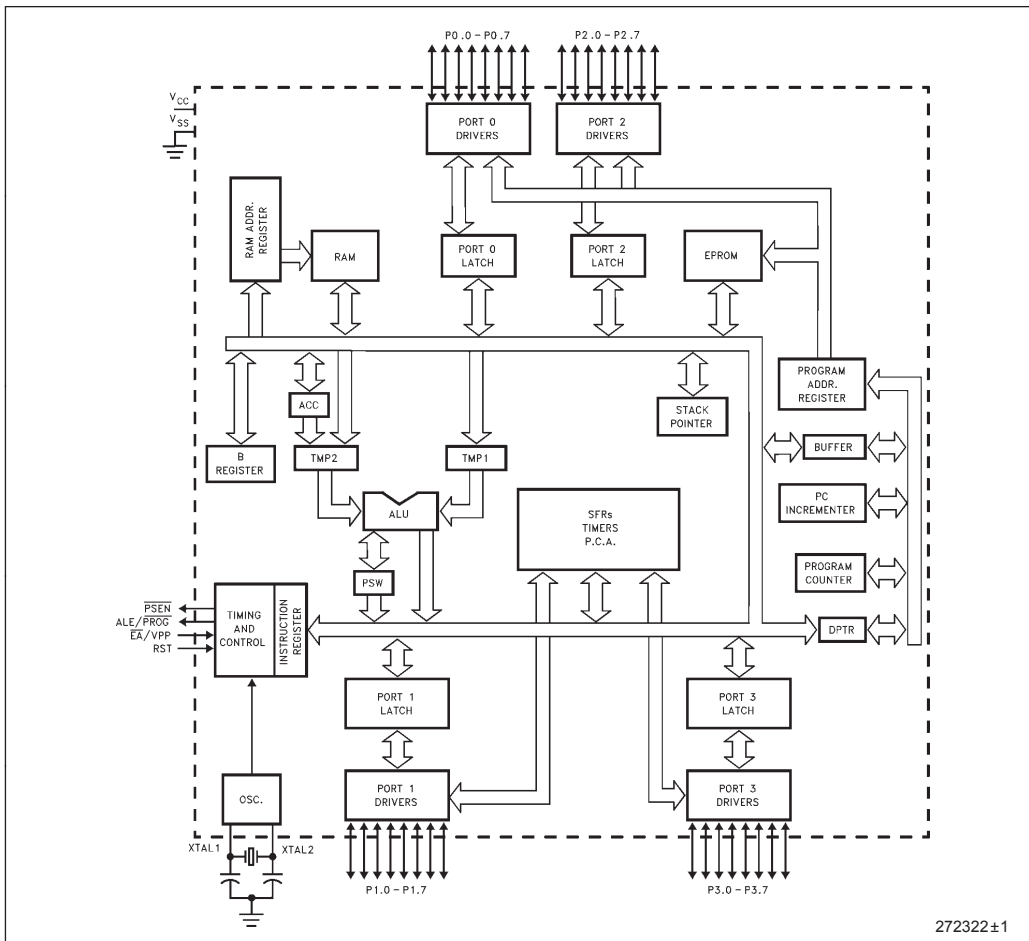 P0.0 – P0.7
P2.0 – P2.7
VCC
VSS
PORT 0
DRIVERS
PORT 2
DRIVERS
RAM ADDR.
REGISTER
RAM
PORT 0
LATCH
PORT 2
LATCH
EPROM
PROGRAM
ADDR.
REGISTER
ACC
STACK
POINTER
B
REGISTER
TMP2
TMP1
BUFFER
ALU
SFRs
TIMERS
P.C.A.
PC
INCREMENTER
PSW
PROGRAM
COUNTER
PSEN
ALE/PROG
EA/VPP
RST
TIMING
AND
CONTROL
INSTRUCTION
REGISTER
DPTR
PORT 1
LATCH
PORT 3
LATCH
OSC.
PORT 1
DRIVERS
PORT 3
DRIVERS
XTAL1
XTAL2
P1.0 – P1.7
P3.0 – P3.7
272322±1